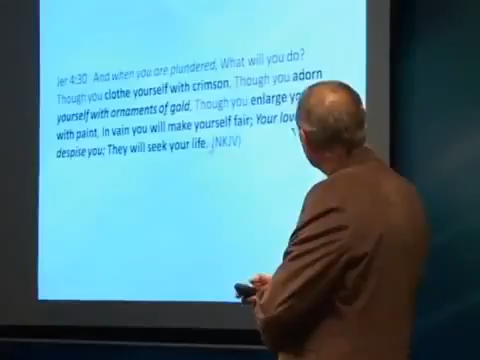 Jer 4:30 And when you are plundered, What will you do?
Though you clothe yourself with crimson, Though you adorn
yourself with ornaments of gold, Though you enlarge yo
with paint, In vain you will make yourself fair; Your lov
despise you; They will seek your life. (NKJV)